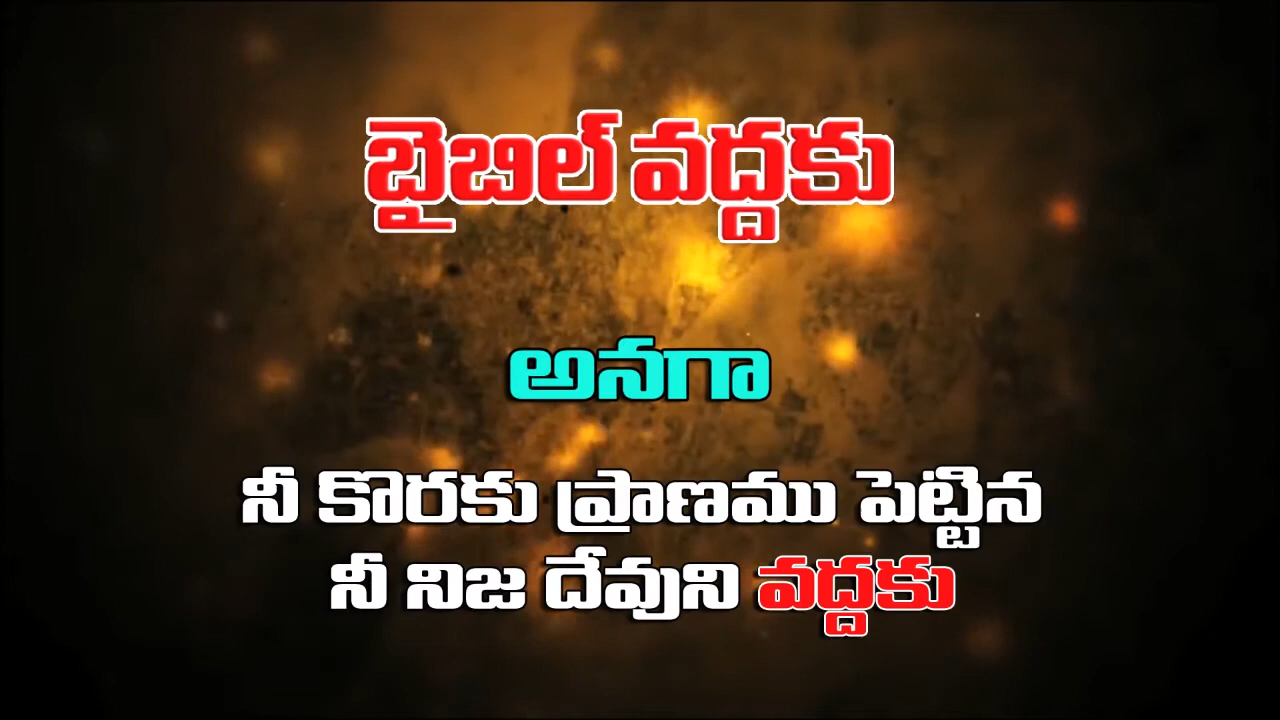 బైబిల్ వద్దకు
అనగా
నీ కొరకు ప్రాణము పెట్టిన
నీ నిజ దేవుని వద్దకు